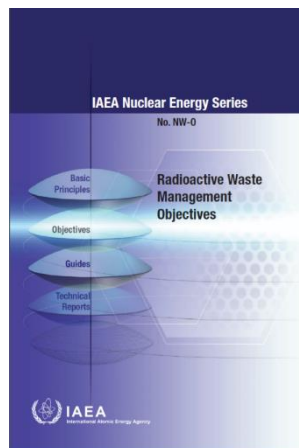 IAEA Nuclear Energy Series
No. NW-O
Basic
Principles
Radioactive Waste
Management
Objectives
Objectives
Guides
Technical
Reports
IAEA
International Atomic Energy Agency